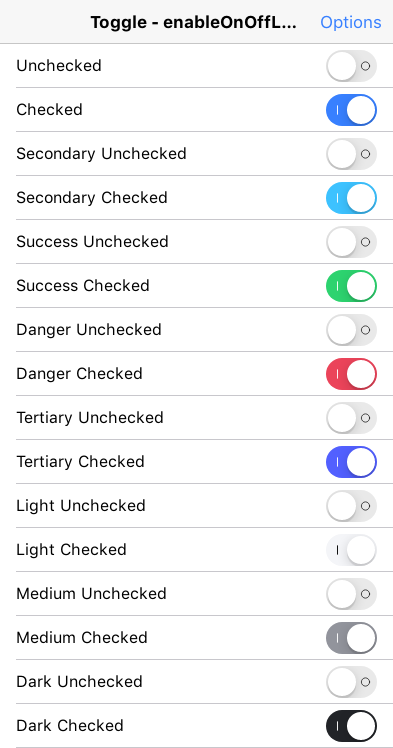 Toggle - enableOnOffL...
Options
Unchecked
Checked
Secondary Unchecked
Secondary Checked
Success Unchecked
Success Checked
Danger Unchecked
Danger Checked
Tertiary Unchecked
Tertiary Checked
Light Unchecked
Light Checked
Medium Unchecked
Medium Checked
Dark Unchecked
Dark Checked